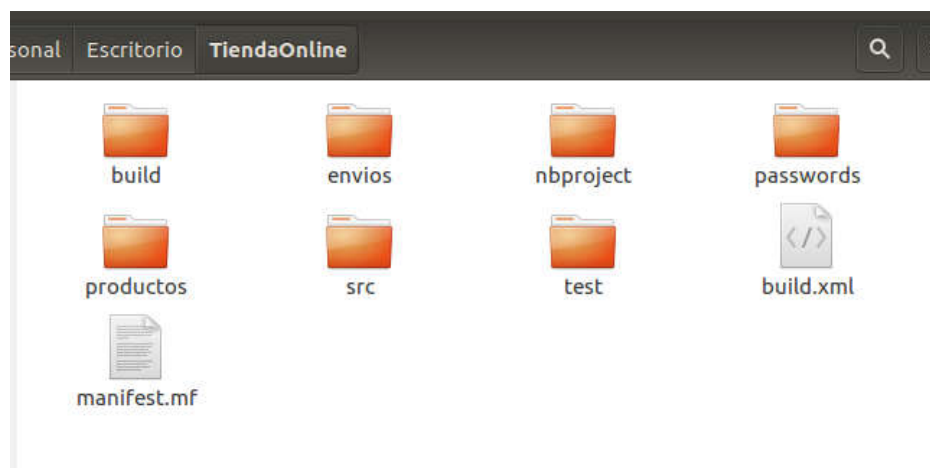 sonal Escritorio TiendaOnline
build envios nbproject passwords
productos src test build.xml
manifest.mf